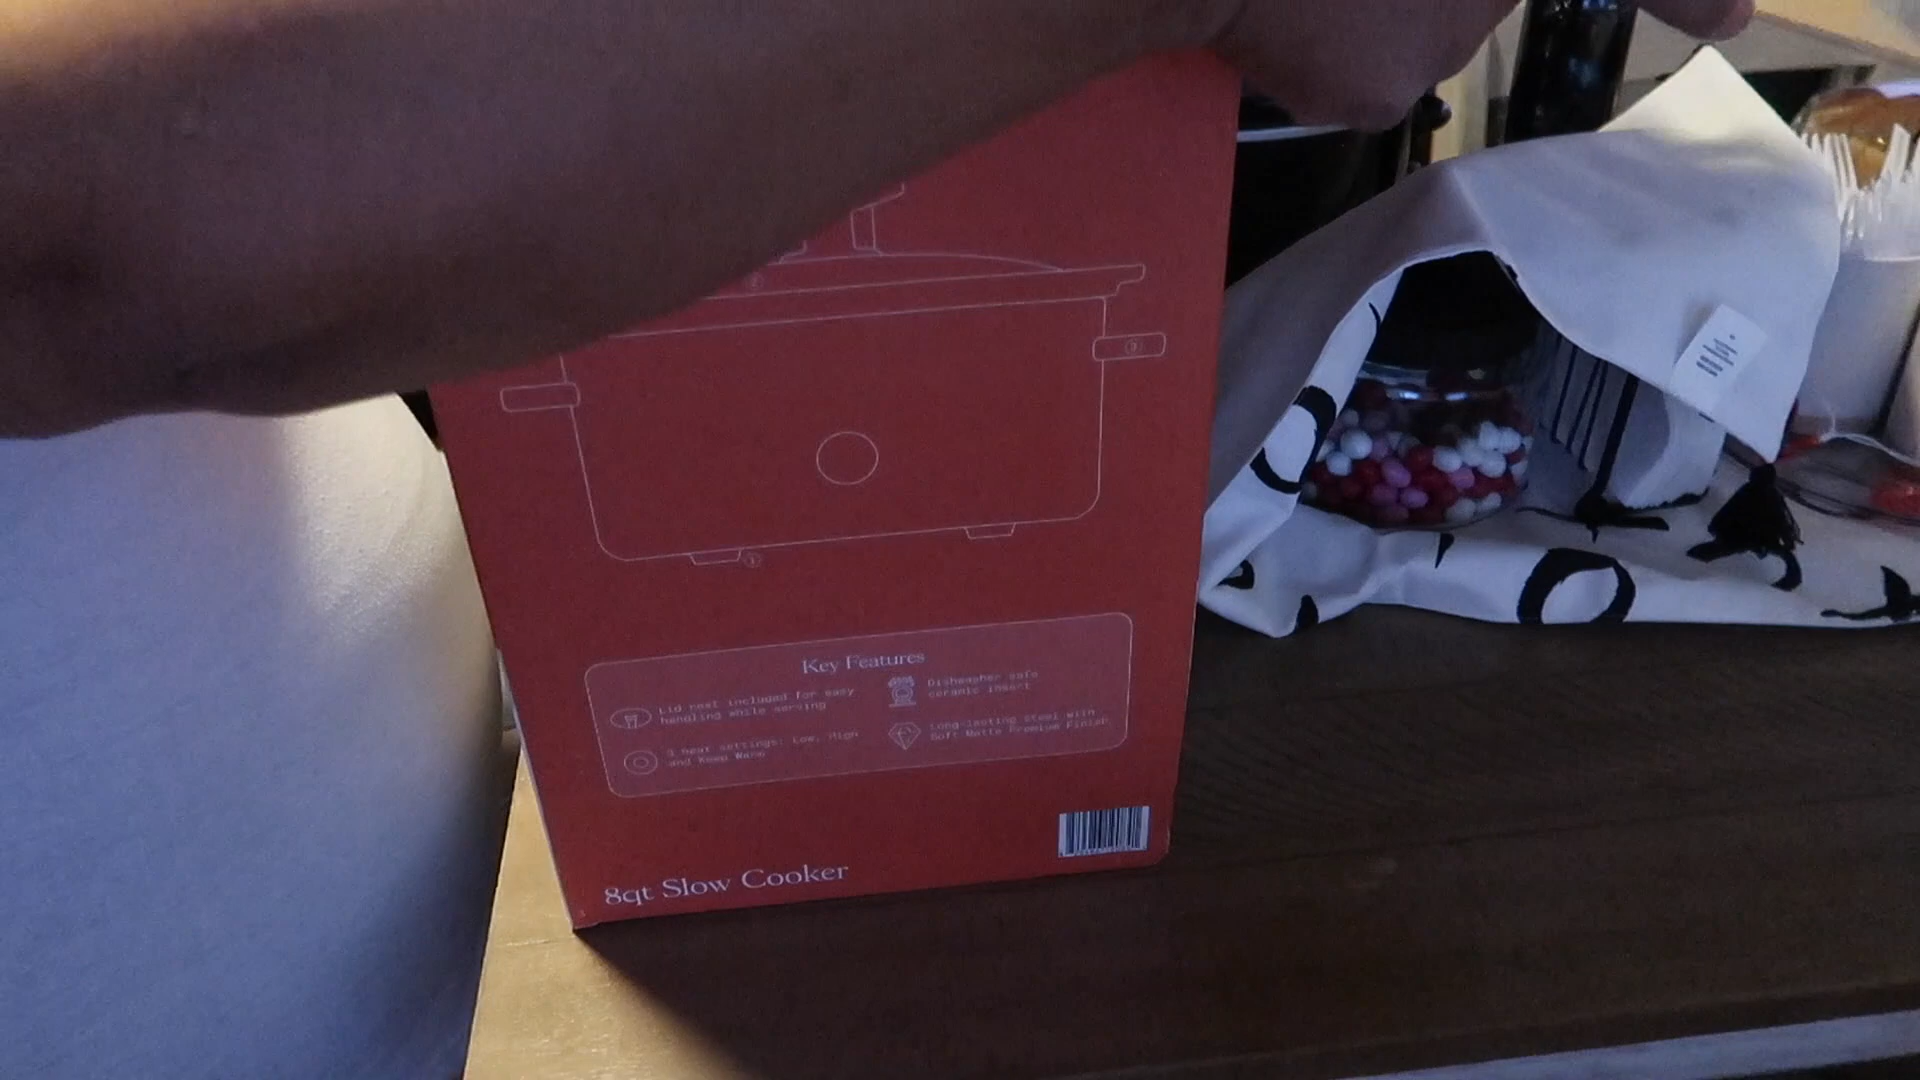 Key Features
Lid rest included for easy
handling while serving
Dishwasher safe
ceramic insert
3 heat settings: Low, High
and Keep Warm
Long-lasting steel with
Soft Matte Premium Finish
8qt Slow Cooker